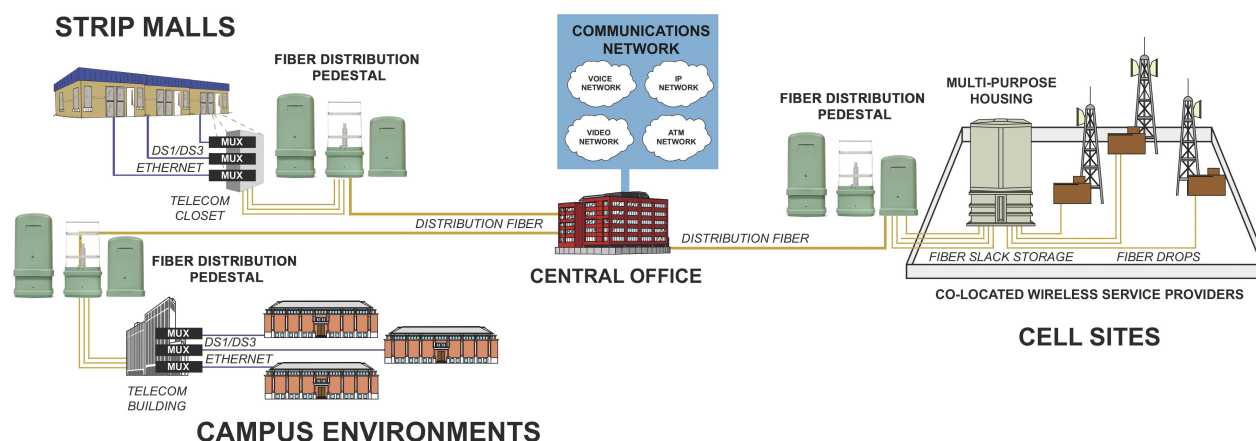 STRIP MALLS
FIBER DISTRIBUTION
PEDESTAL
MUX
MUX
MUX
DS1/DS3
ETHERNET
TELECOM
CLOSET
COMMUNICATIONS
NETWORK
VOICE
NETWORK
IP
NETWORK
VIDEO
NETWORK
ATM
NETWORK
DISTRIBUTION FIBER
CENTRAL OFFICE
DISTRIBUTION FIBER
FIBER DISTRIBUTION
PEDESTAL
MULTI-PURPOSE
HOUSING
FIBER SLACK STORAGE
FIBER DROPS
CO-LOCATED WIRELESS SERVICE PROVIDERS
CELL SITES
FIBER DISTRIBUTION
PEDESTAL
MUX
MUX
MUX
DS1/DS3
ETHERNET
TELECOM
BUILDING
CAMPUS ENVIRONMENTS